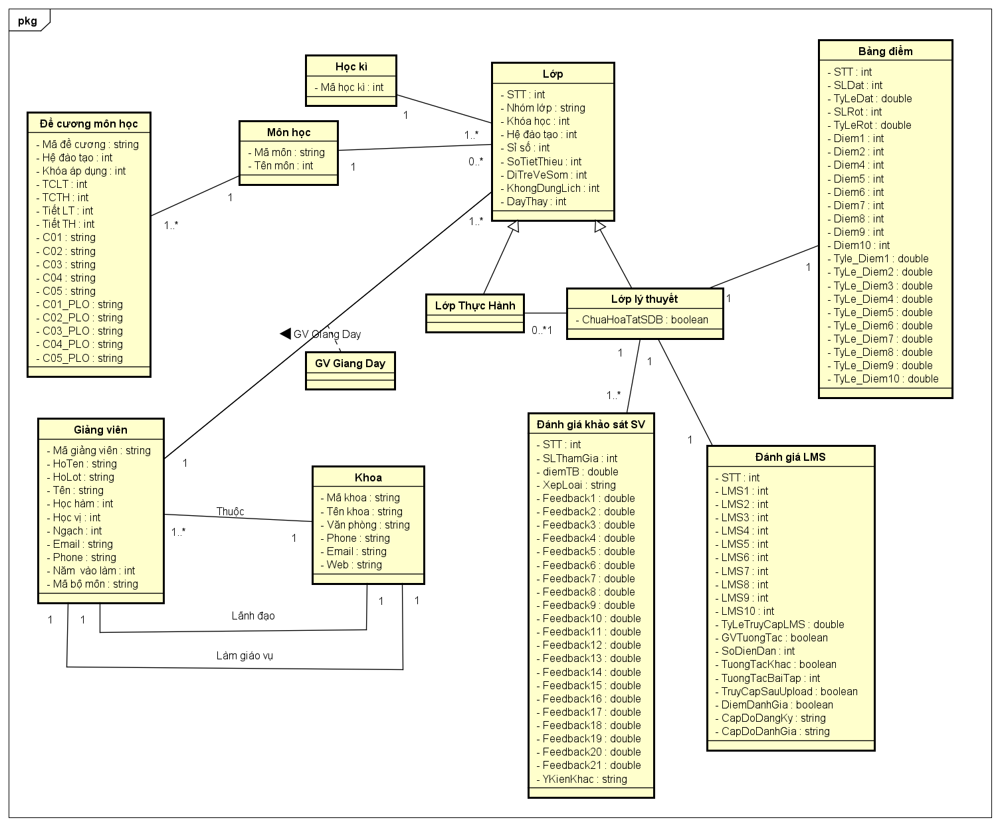 pkg
Học kì
- Mã học kì : int
1
Lớp
- STT : int
- Nhóm lớp : string
- Khóa học : int
- Hệ đào tạo : int
- Sỉ số : int
- SoTietThieu : int
- DiTreVeSom : int
- KhongDungLich : int
- DayThay : int
1..*
0..*
1..*
Bảng điểm
- STT : int
- SLDat : int
- TyLeDat : double
- SLRot : int
- TyLeRot : double
- Diem1 : int
- Diem2 : int
- Diem4 : int
- Diem5 : int
- Diem6 : int
- Diem7 : int
- Diem8 : int
- Diem9 : int
- Diem10 : int
- Tyle_Diem1 : double
- TyLe_Diem2 : double
- TyLe_Diem3 : double
- TyLe_Diem4 : double
- TyLe_Diem5 : double
- TyLe_Diem6 : double
- TyLe_Diem7 : double
- TyLe_Diem8 : double
- TyLe_Diem9 : double
- TyLe_Diem10 : double
1
1
Đề cương môn học
- Mã đề cương : string
- Hệ đào tạo : int
- Khóa áp dụng : int
- TCLT : int
- TCTH : int
- Tiết LT : int
- Tiết TH : int
- C01 : string
- C02 : string
- C03 : string
- C04 : string
- C05 : string
- C01_PLO : string
- C02_PLO : string
- C03_PLO : string
- C04_PLO : string
- C05_PLO : string
1..*
Môn học
- Mã môn : string
- Tên môn : int
1
1
Lớp Thực Hành
0..*1
Lớp lý thuyết
- ChuaHoaTatSDB : boolean
1
1
1..*
1
GV Giang Day
GV Giang Day
Giảng viên
- Mã giảng viên : string
- HoTen : string
- HoLot : string
- Tên : string
- Học hàm : int
- Học vị : int
- Ngạch : int
- Email : string
- Phone : string
- Năm  vào làm : int
- Mã bộ môn : string
1
Thuộc
1..*
1
Khoa
- Mã khoa : string
- Tên khoa : string
- Văn phòng : string
- Phone : string
- Email : string
- Web : string
1
1
1
1
Lãnh đạo
Làm giáo vụ
Đánh giá khảo sát SV
- STT : int
- SLThamGia : int
- diemTB : double
- XepLoai : string
- Feedback1 : double
- Feedback2 : double
- Feedback3 : double
- Feedback4 : double
- Feedback5 : double
- Feedback6 : double
- Feedback7 : double
- Feedback8 : double
- Feedback9 : double
- Feedback10 : double
- Feedback11 : double
- Feedback12 : double
- Feedback13 : double
- Feedback14 : double
- Feedback15 : double
- Feedback16 : double
- Feedback17 : double
- Feedback18 : double
- Feedback19 : double
- Feedback20 : double
- Feedback21 : double
- YKienKhac : string
Đánh giá LMS
- STT : int
- LMS1 : int
- LMS2 : int
- LMS3 : int
- LMS4 : int
- LMS5 : int
- LMS6 : int
- LMS7 : int
- LMS8 : int
- LMS9 : int
- LMS10 : int
- TyLeTruyCapLMS : double
- GVTuongTac : boolean
- SoDienDan : int
- TuongTacKhac : boolean
- TuongTacBaiTap : int
- TruyCapSauUpload : boolean
- DiemDanhGia : boolean
- CapDoDangKy : string
- CapDoDanhGia : string